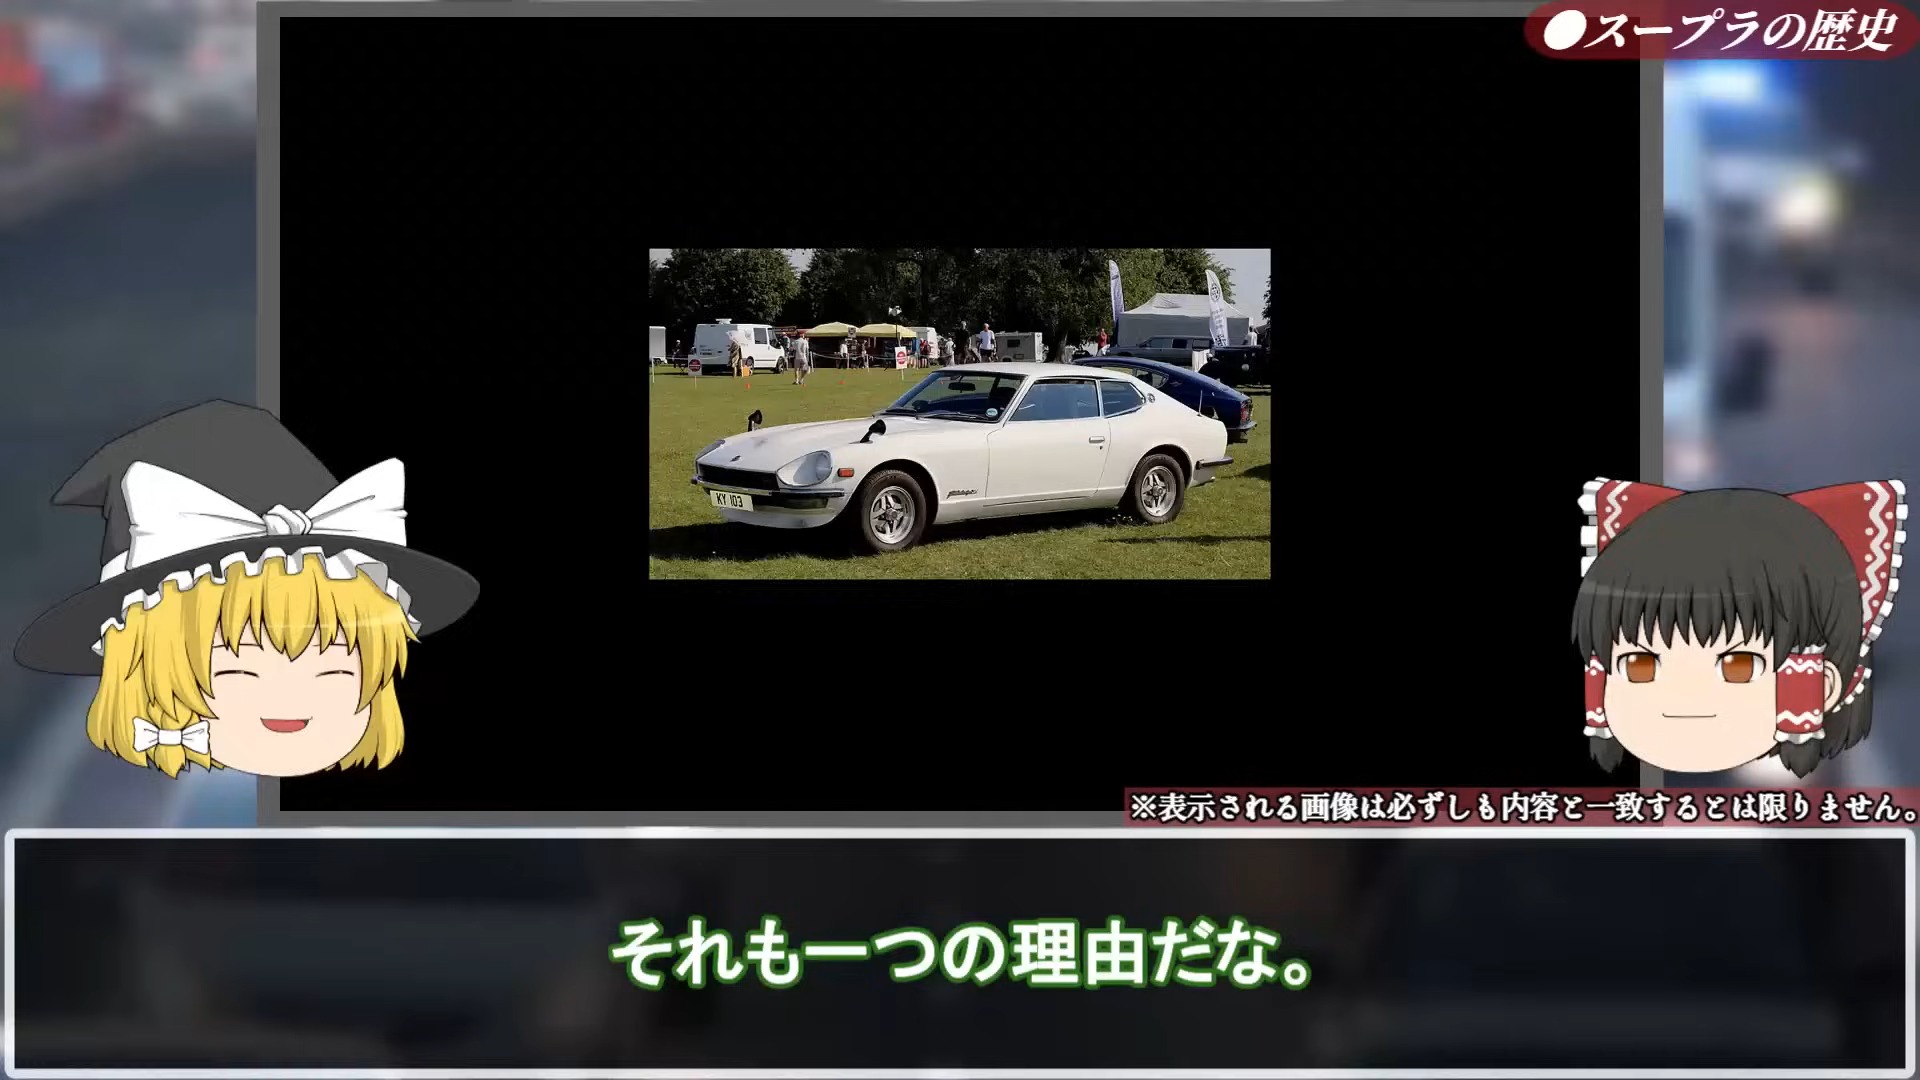 ●スープラの歴史
KY 103
※表示される画像は必ずしも内容と一致するとは限りません。
それも一つの理由だな。